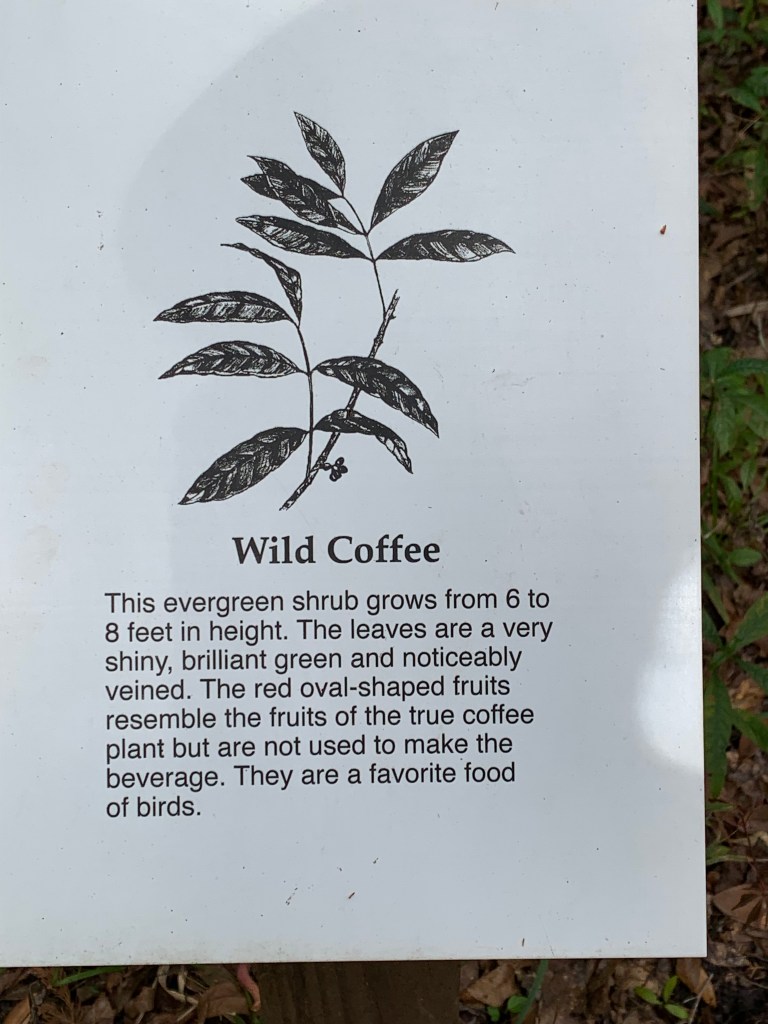 Wild Coffee
This evergreen shrub grows from 6 to
8 feet in height. The leaves are a very
shiny, brilliant green and noticeably
veined. The red oval-shaped fruits
resemble the fruits of the true coffee
plant but are not used to make the
beverage. They are a favorite food
of birds.